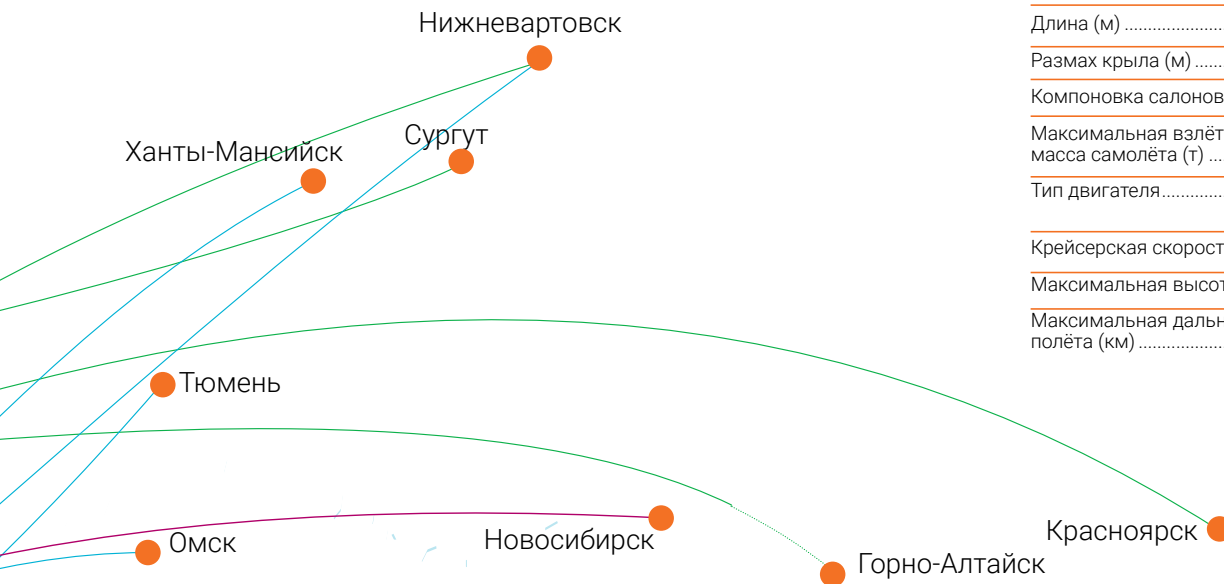 Нижневартовск
Сургут
Ханты-Мансийск
Тюмень
Омск
Новосибирск
Горно-Алтайск
Красноярск
Длина (м)
Размах крыла (м)
Компоновка салонов
Максимальная взлёт
масса самолёта (т)
Тип двигателя
Крейсерская скорост
Максимальная высот
Максимальная дальн
полёта (км)